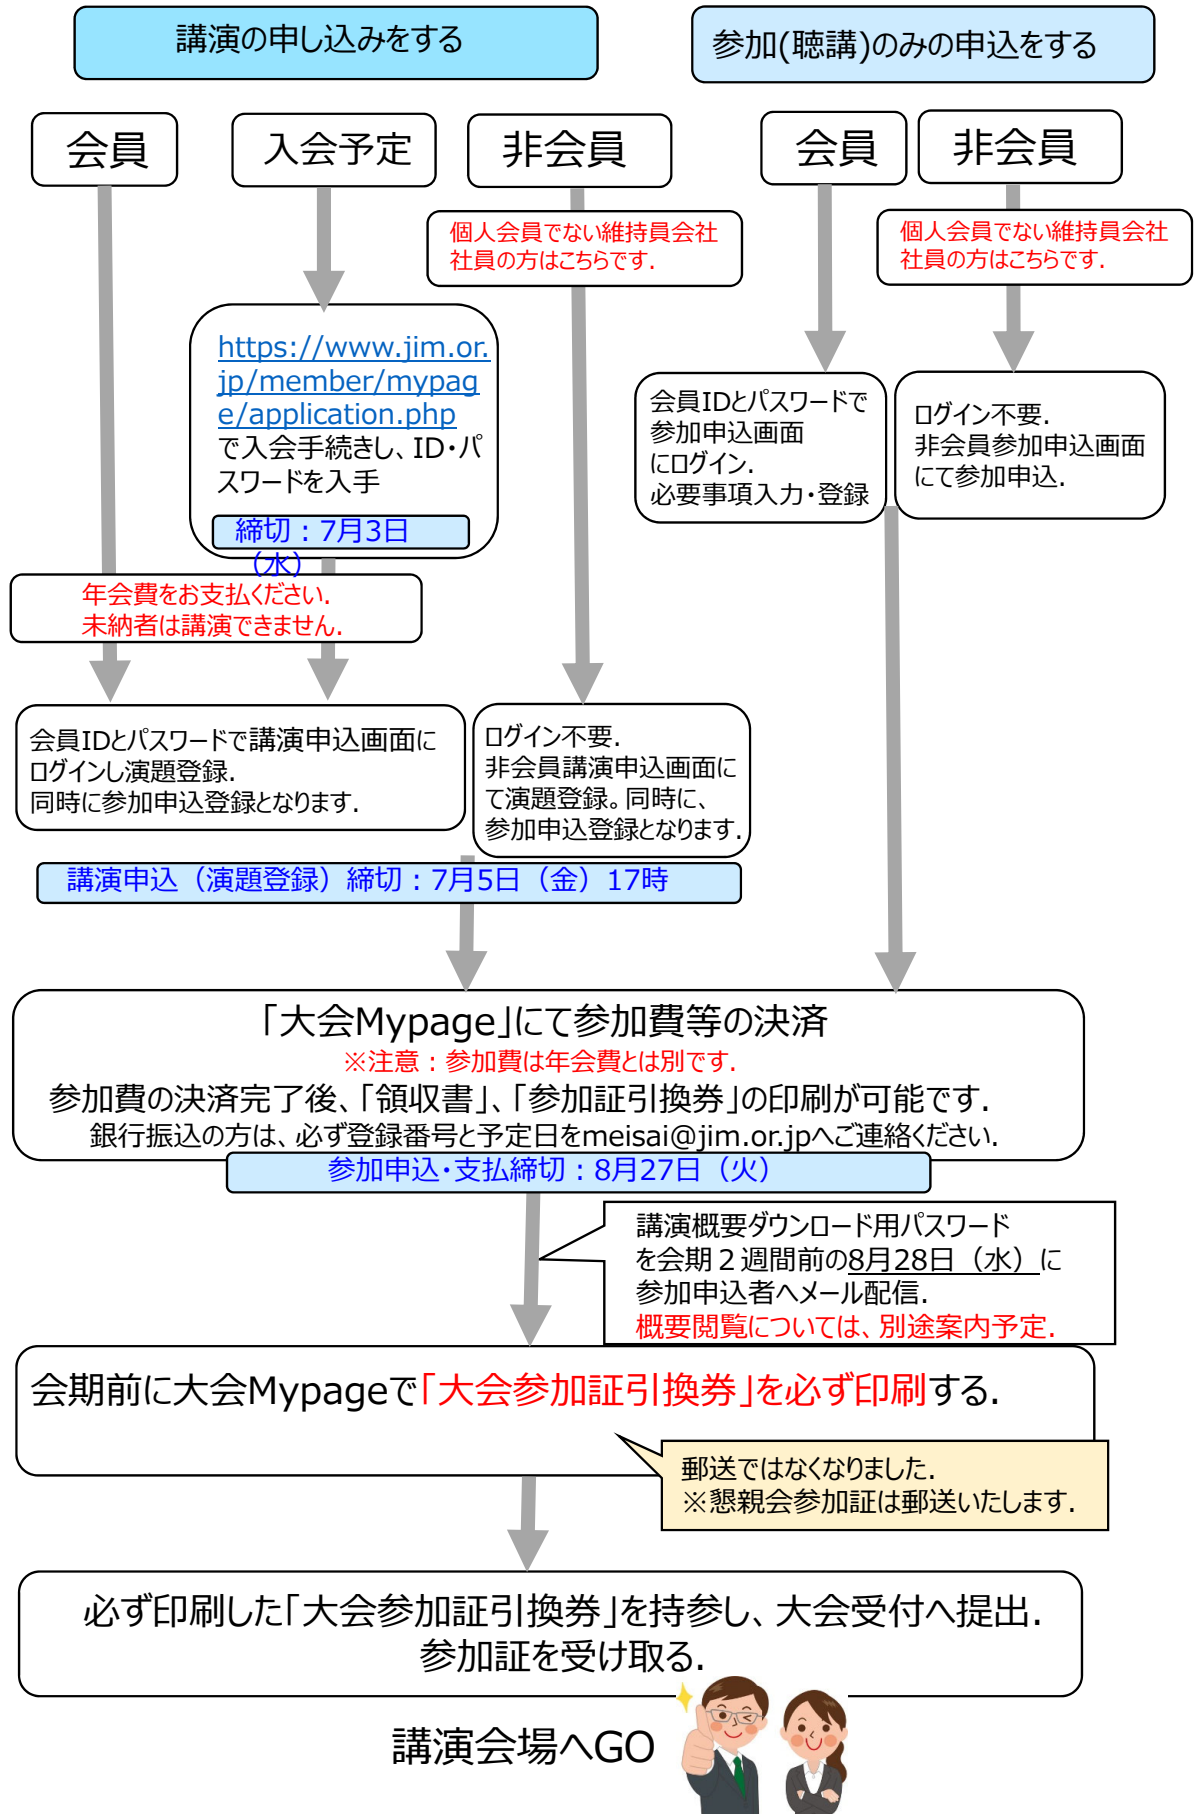 講演の申し込みをする
参加(聴講)のみの申込をする
会員
入会予定
非会員
会員
非会員
個人会員でない維持員会社
社員の方はこちらです.
個人会員でない維持員会社
社員の方はこちらです.
https://www.jim.or.
jp/member/mypag
e/application.php
で入会手続きし、ID・パ
スワードを入手
締切：7月3日
（水）
会員IDとパスワードで
参加申込画面
にログイン.
必要事項入力・登録
ログイン不要.
非会員参加申込画面
にて参加申込.
年会費をお支払ください.
未納者は講演できません.
会員IDとパスワードで講演申込画面に
ログインし演題登録.
同時に参加申込登録となります.
ログイン不要.
非会員講演申込画面に
て演題登録。同時に、
参加申込登録となります.
講演申込（演題登録）締切：7月5日（金）17時
「大会Mypage」にて参加費等の決済
※注意：参加費は年会費とは別です.
参加費の決済完了後、「領収書」、「参加証引換券」の印刷が可能です.
銀行振込の方は、必ず登録番号と予定日をmeisai@jim.or.jpへご連絡ください.
参加申込・支払締切：8月27日（火）
講演概要ダウンロード用パスワード
を会期２週間前の8月28日（水）に
参加申込者へメール配信.
概要閲覧については、別途案内予定.
会期前に大会Mypageで「大会参加証引換券」を必ず印刷する.
郵送ではなくなりました.
※懇親会参加証は郵送いたします.
必ず印刷した「大会参加証引換券」を持参し、大会受付へ提出.
参加証を受け取る.
講演会場へGO